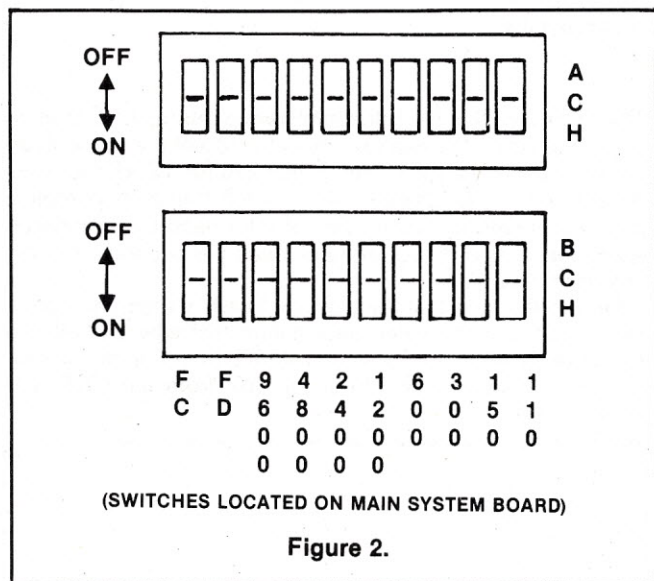 OFF
ON
A
C
H
OFF
ON
B
C
H
F F 9 4 2 1 6 3 1 1
C D 6 8 4 2 0 0 5 1
0 0 0 0 0 0 0 0
0 0 0 0
(SWITCHES LOCATED ON MAIN SYSTEM BOARD)
Figure 2.